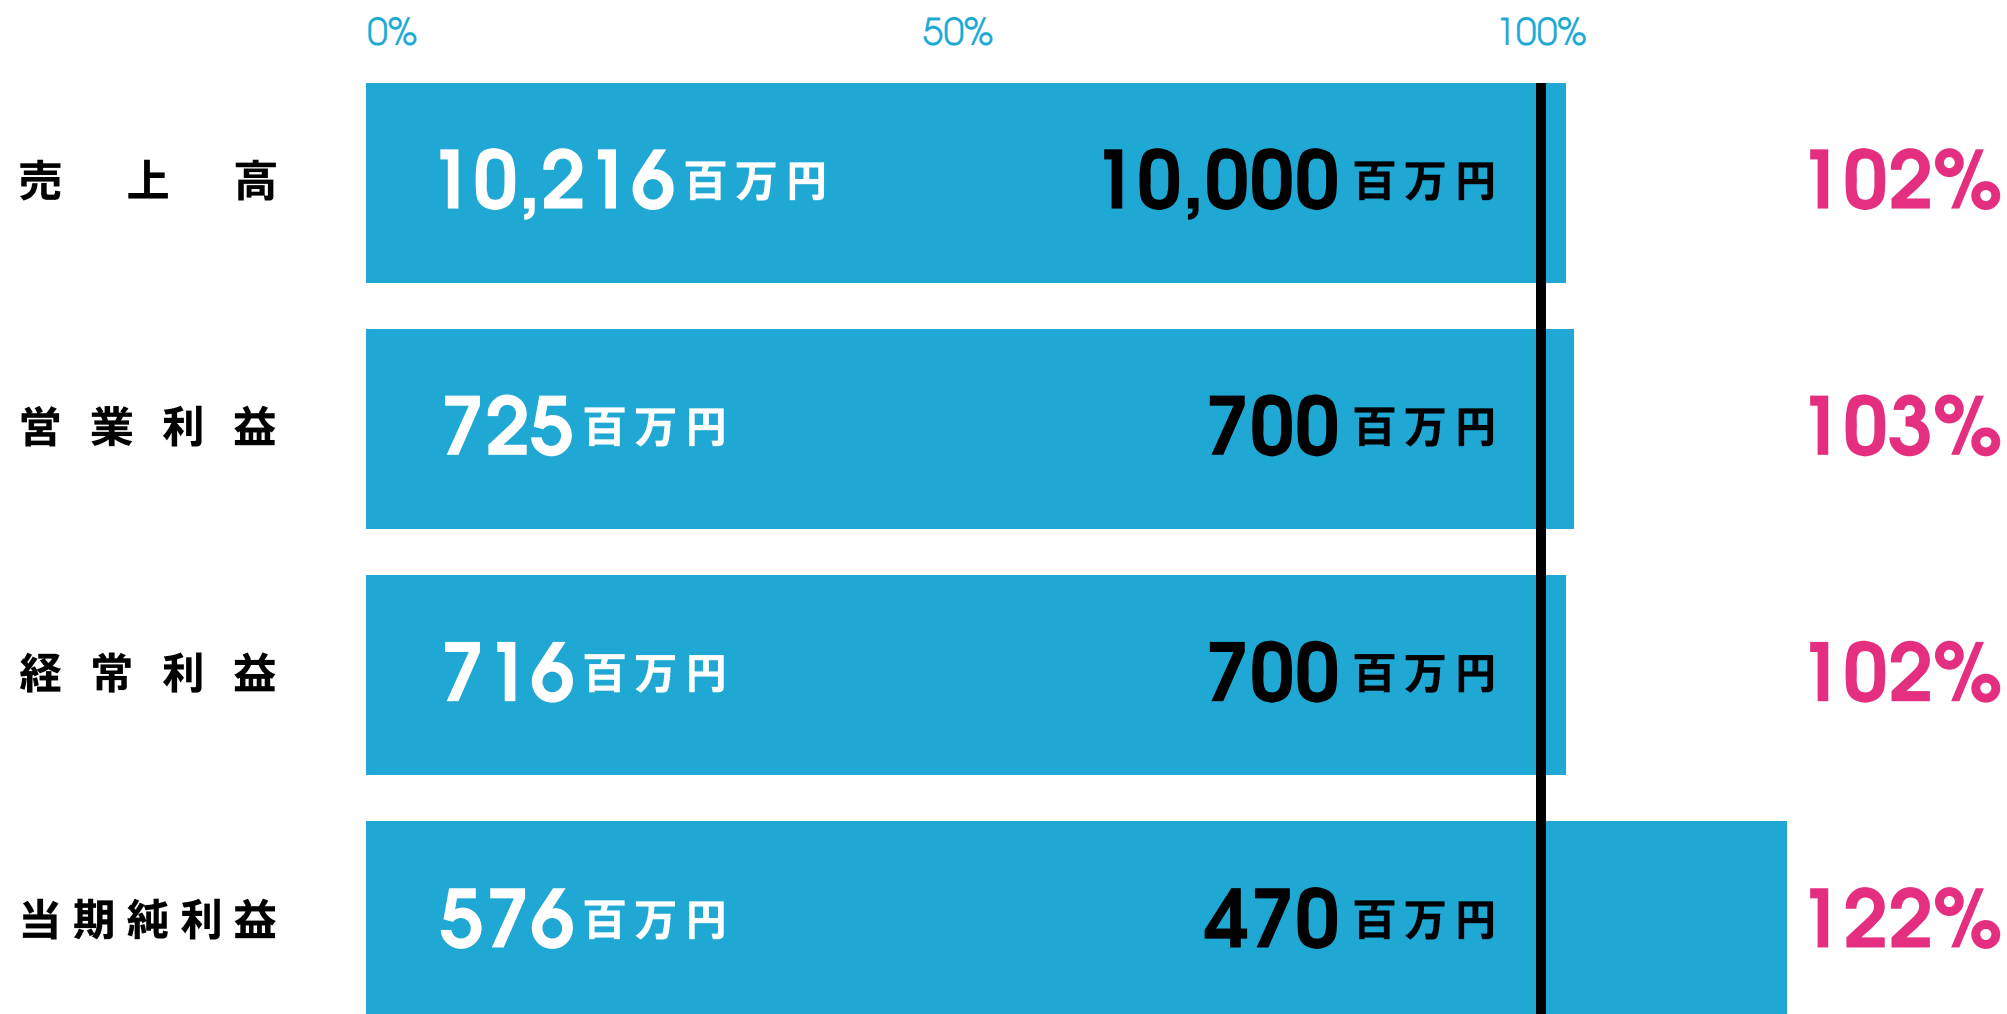 0% 50% 100%
売上高 10,216百万円 10,000百万円 102%
営業利益 725百万円 700百万円 103%
経常利益 716百万円 700百万円 102%
当期純利益 576百万円 470百万円 122%